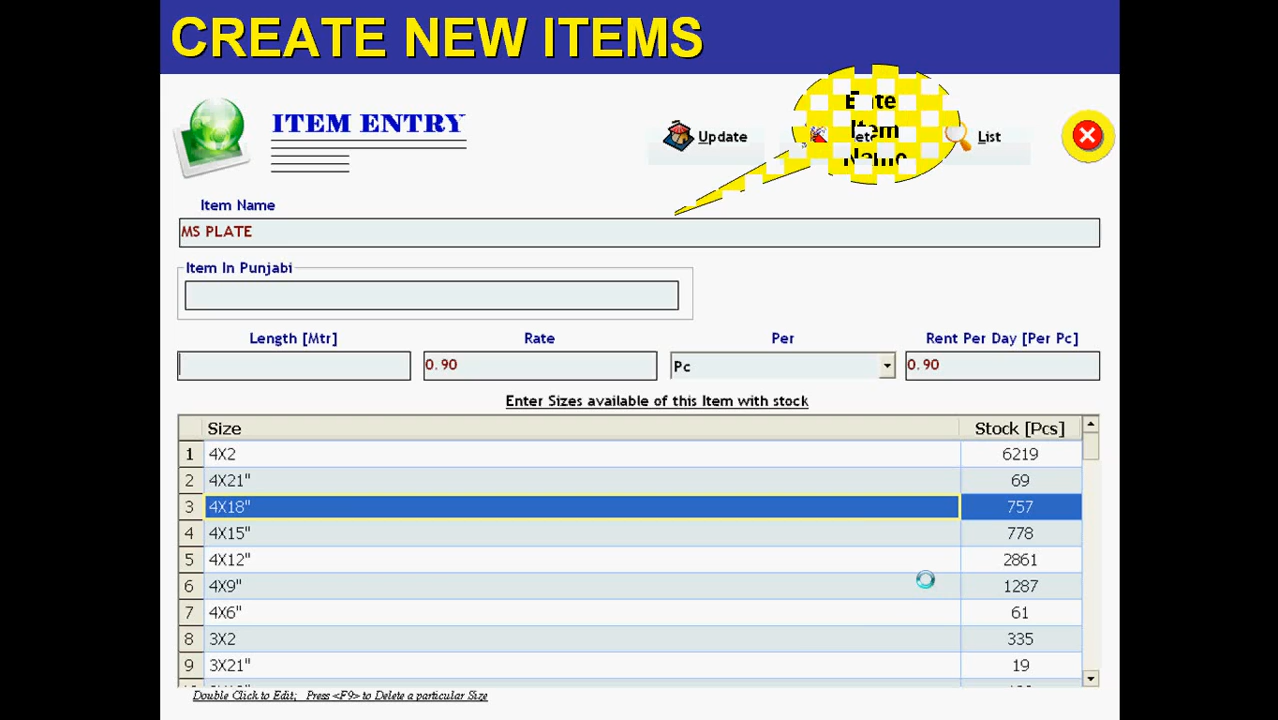 CREATE NEW ITEMS
ITEM ENTRY
Update
List
Item
Name
Item Name
MS PLATE
Item In Punjabi
Length [Mtr] Rate Per Rent Per Day [Per Pc]
0.90 Pc 0.90
Enter Sizes available of this Item with stock
Size Stock [Pcs]
1 4X2 6219
2 4X21" 69
3 4X18" 757
4 4X15" 778
5 4X12" 2861
6 4X9" 1287
7 4X6" 61
8 3X2 335
9 3X21" 19
Double Click to Edit; Press <F9> to Delete a particular Size